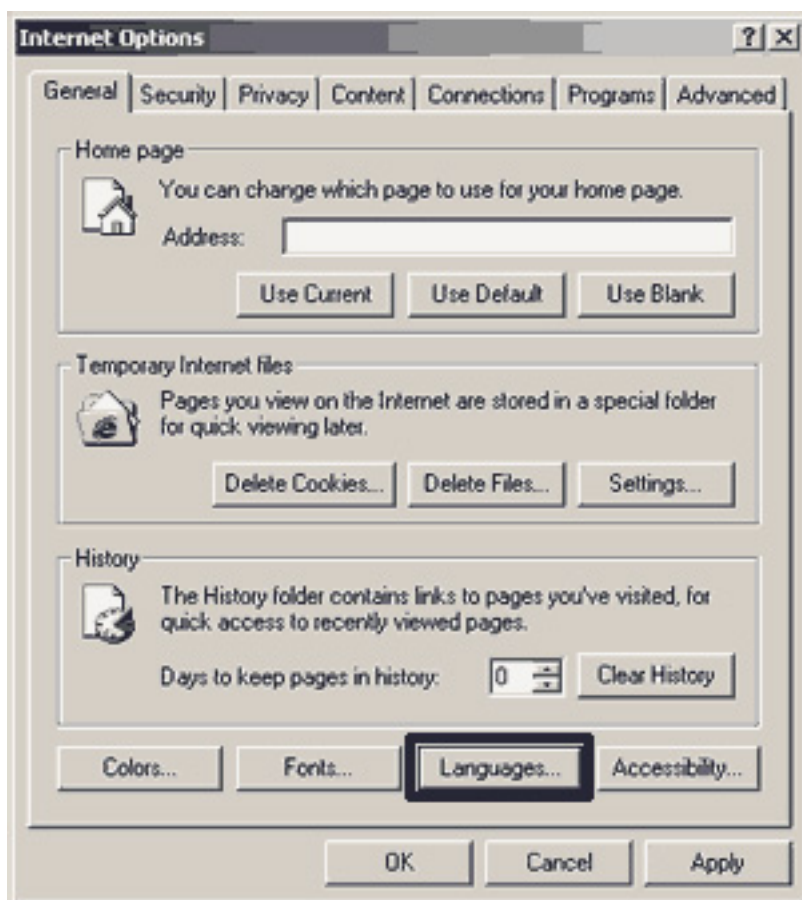 Internet Options
? ×
General Security Privacy Content Connections Programs Advanced
Home page
You can change which page to use for your home page.
Address:
Use Current Use Default Use Blank
Temporary Internet files
Pages you view on the Internet are stored in a special folder
for quick viewing later.
Delete Cookies... Delete Files... Settings...
History
The History folder contains links to pages you've visited, for
quick access to recently viewed pages.
Days to keep pages in history: 0 Clear History
Colors... Fonts... Languages... Accessibility...
OK Cancel Apply